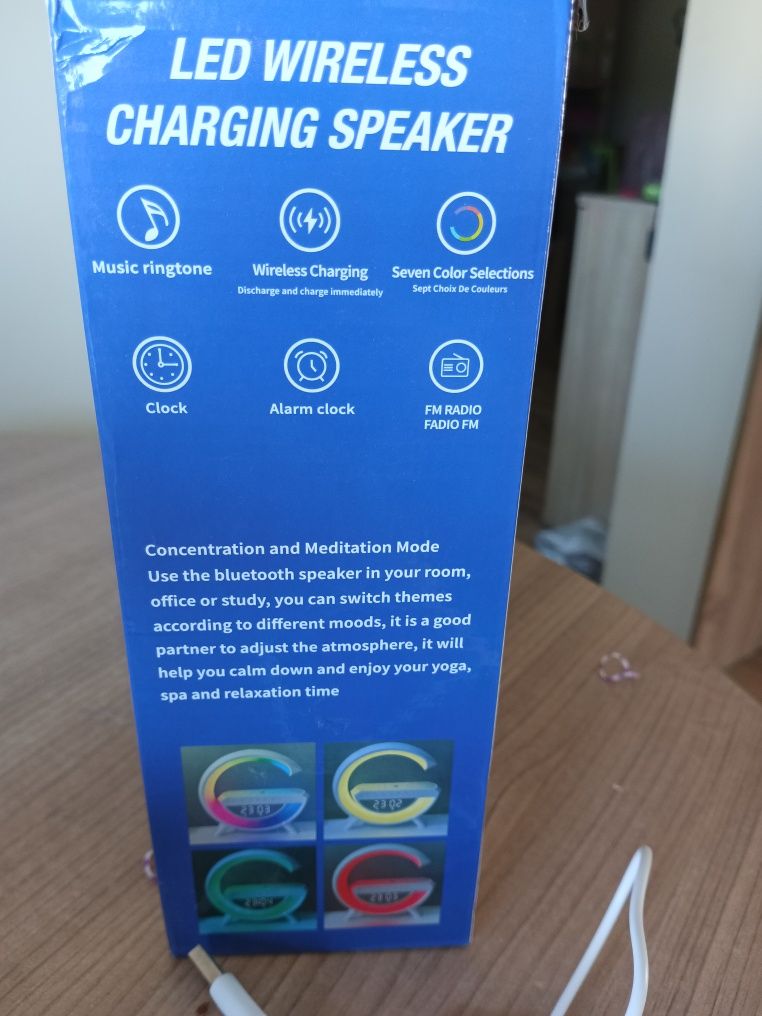 LED WIRELESS
CHARGING SPEAKER
Music ringtone
Wireless Charging
Discharge and charge immediately
Seven Color Selections
Sept Choix De Couleurs
Clock
Alarm clock
FM RADIO
FADIO FM
Concentration and Meditation Mode
Use the bluetooth speaker in your room,
office or study, you can switch themes
according to different moods, it is a good
partner to adjust the atmosphere, it will
help you calm down and enjoy your yoga,
spa and relaxation time
23:03
23:02
23:03